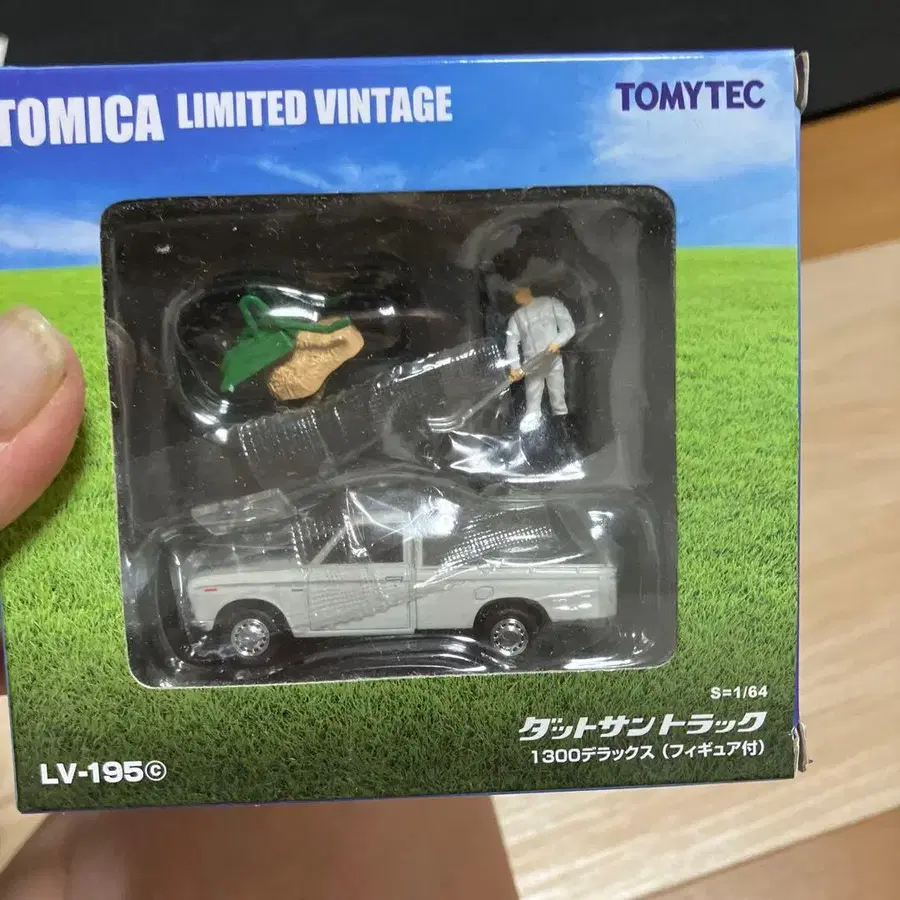 TOMICA LIMITED VINTAGE
TOMYTEC
S=1/64
ダットサン トラック
1300デラックス（フィギュア付）
LV-195©